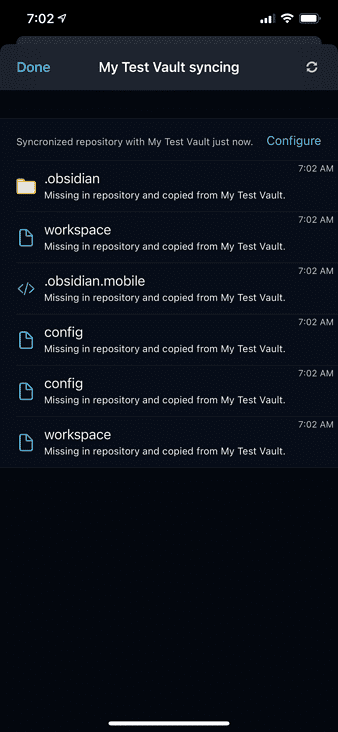 7:02
Done
My Test Vault syncing
Syncronized repository with My Test Vault just now.
Configure
7:02 AM
.obsidian
Missing in repository and copied from My Test Vault.
7:02 AM
workspace
Missing in repository and copied from My Test Vault.
7:02 AM
.obsidian.mobile
Missing in repository and copied from My Test Vault.
7:02 AM
config
Missing in repository and copied from My Test Vault.
7:02 AM
config
Missing in repository and copied from My Test Vault.
7:02 AM
workspace
Missing in repository and copied from My Test Vault.